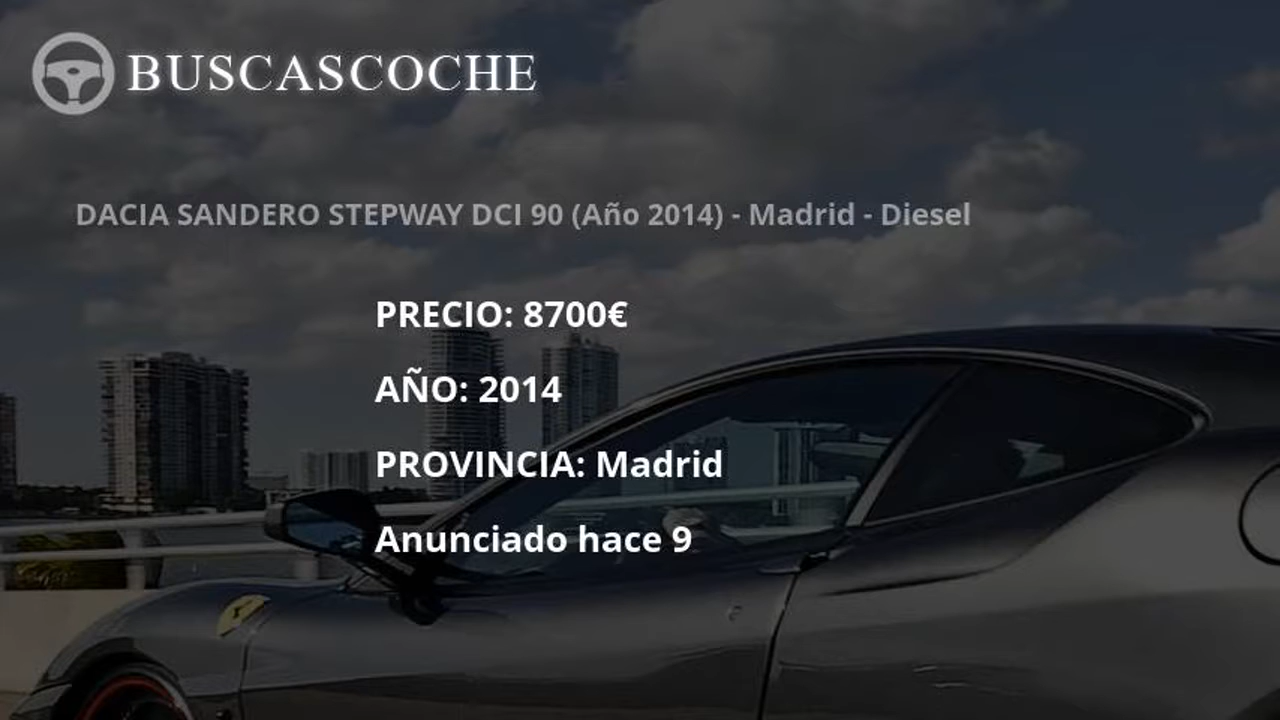 BUSCASCOCHE
DACIA SANDERO STEPWAY DCI 90 (Año 2014) - Madrid - Diesel
PRECIO: 8700€
AÑO: 2014
PROVINCIA: Madrid
Anunciado hace 9